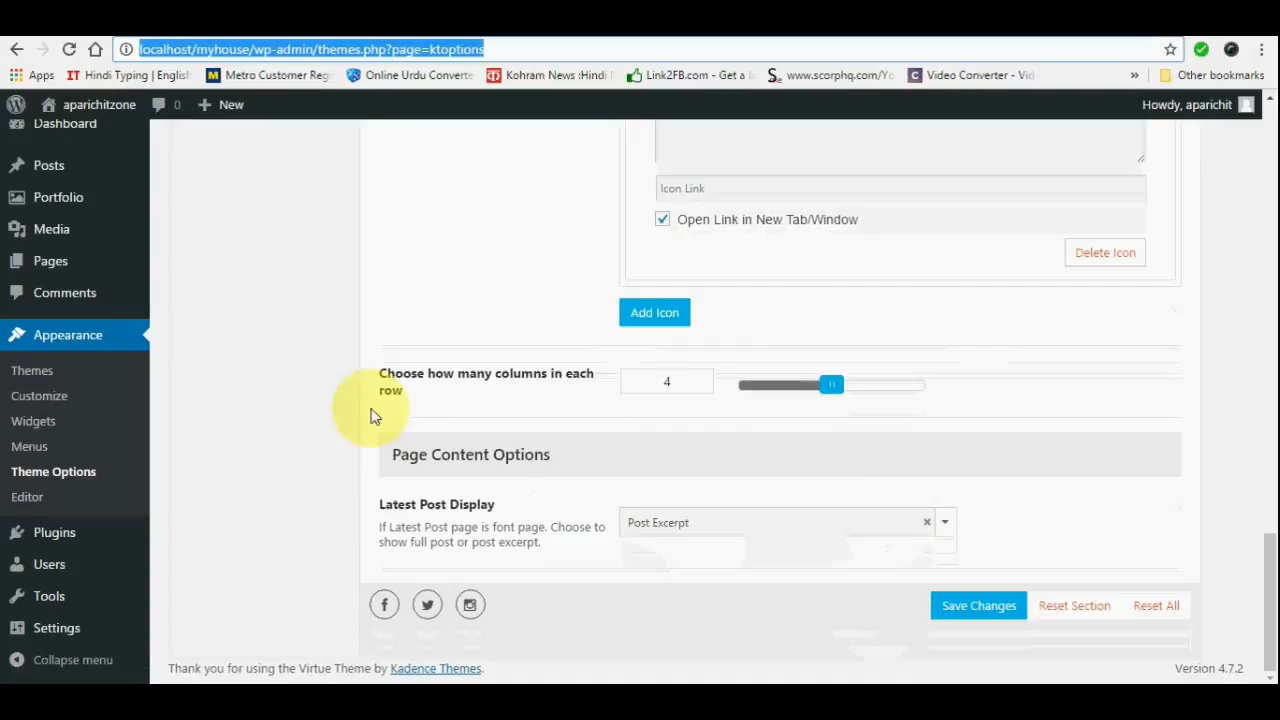 localhost/myhouse/wp-admin/themes.php?page=ktoptions
Apps
Hindi Typing | English
Metro Customer Reg
Online Urdu Converte
Kohram News :Hindi
Link2FB.com - Get a
www.scorphq.com/Yo
Video Converter - Vid
»
Other bookmarks
aparichitzone
0
New
Howdy, aparichit
Dashboard
Posts
Portfolio
Media
Pages
Comments
Appearance
Themes
Customize
Widgets
Menus
Theme Options
Editor
Plugins
Users
Tools
Settings
Collapse menu
Icon Link
Open Link in New Tab/Window
Delete Icon
Add Icon
Choose how many columns in each
row
4
Page Content Options
Latest Post Display
If Latest Post page is font page. Choose to
show full post or post excerpt.
Post Excerpt
Save Changes
Reset Section
Reset All
Thank you for using the Virtue Theme by Kadence Themes.
Version 4.7.2